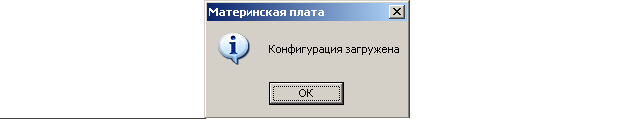 Материнская плата
Конфигурация загружена
OK